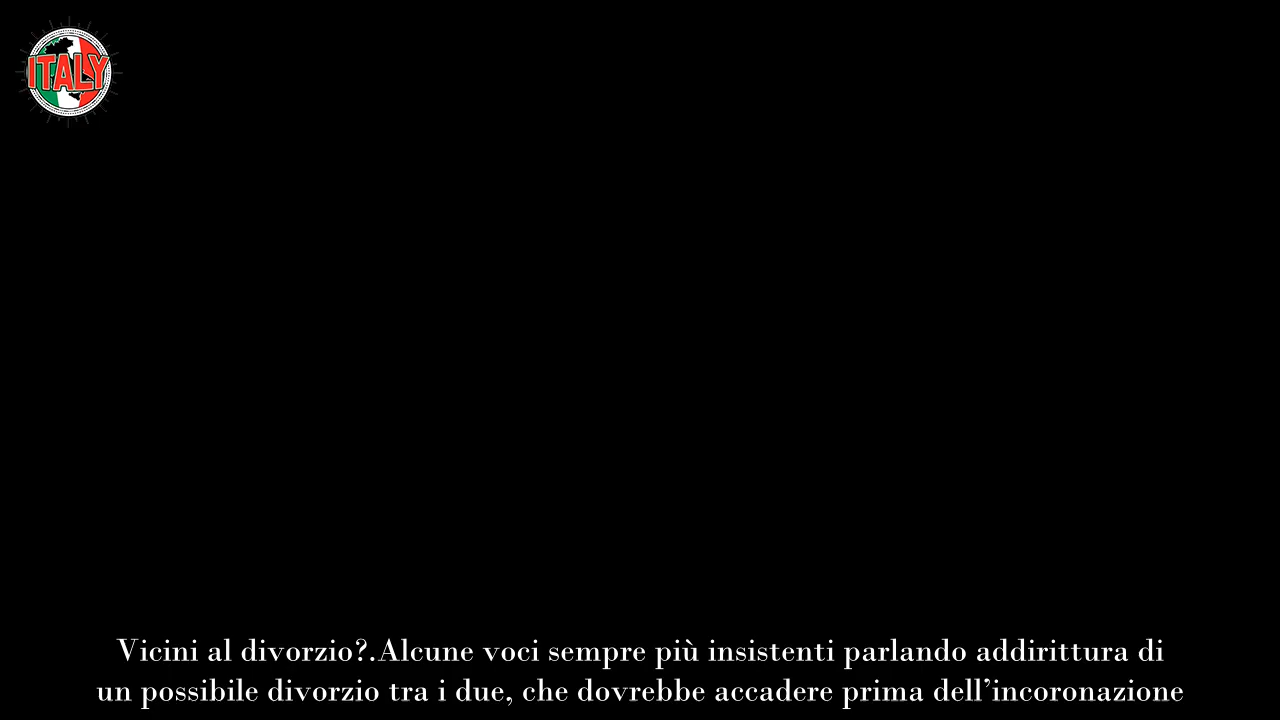 ITALY
Vicini al divorzio?.Alcune voci sempre più insistenti parlando addirittura di
un possibile divorzio tra i due, che dovrebbe accadere prima dell’incoronazione